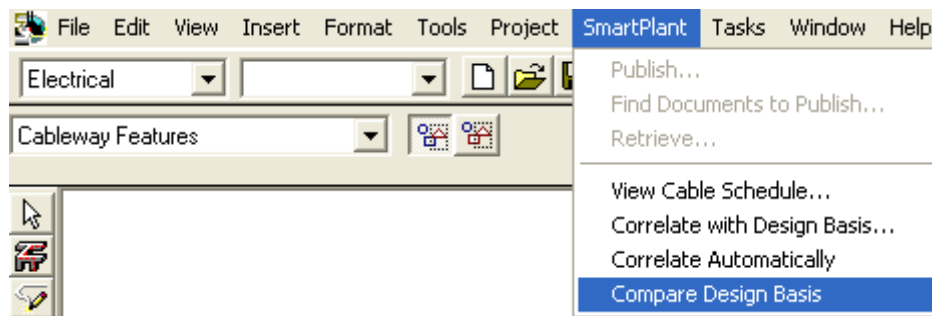 File Edit View Insert Format Tools Project SmartPlant Tasks Window Help
Electrical
Publish...
Find Documents to Publish...
Cableway Features
Retrieve...
View Cable Schedule...
Correlate with Design Basis...
Correlate Automatically
Compare Design Basis